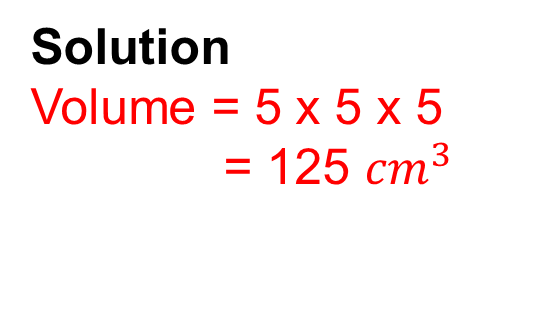 Solution
Volume = 5 x 5 x 5
= 125 cm³